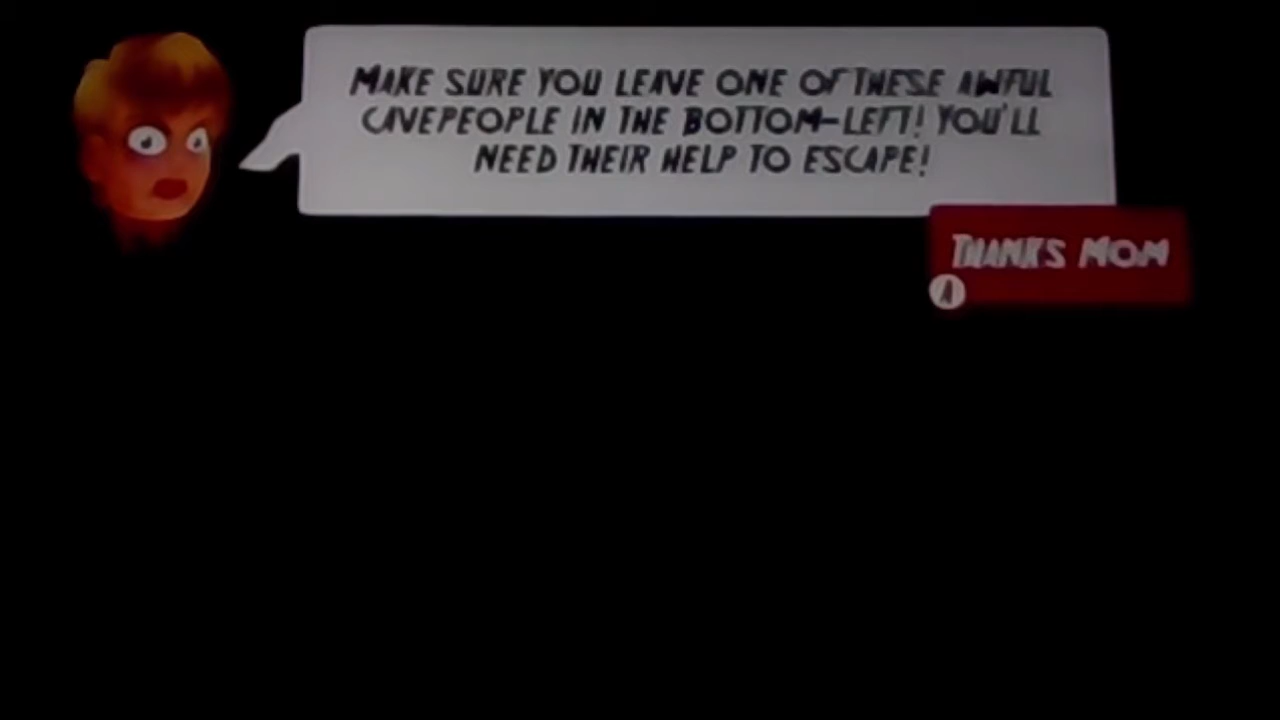 MAKE SURE YOU LEAVE ONE OF THESE AWFUL
CAVEPEOPLE IN THE BOTTOM-LEFT! YOU'LL
NEED THEIR HELP TO ESCAPE!
THANKS MOM
A